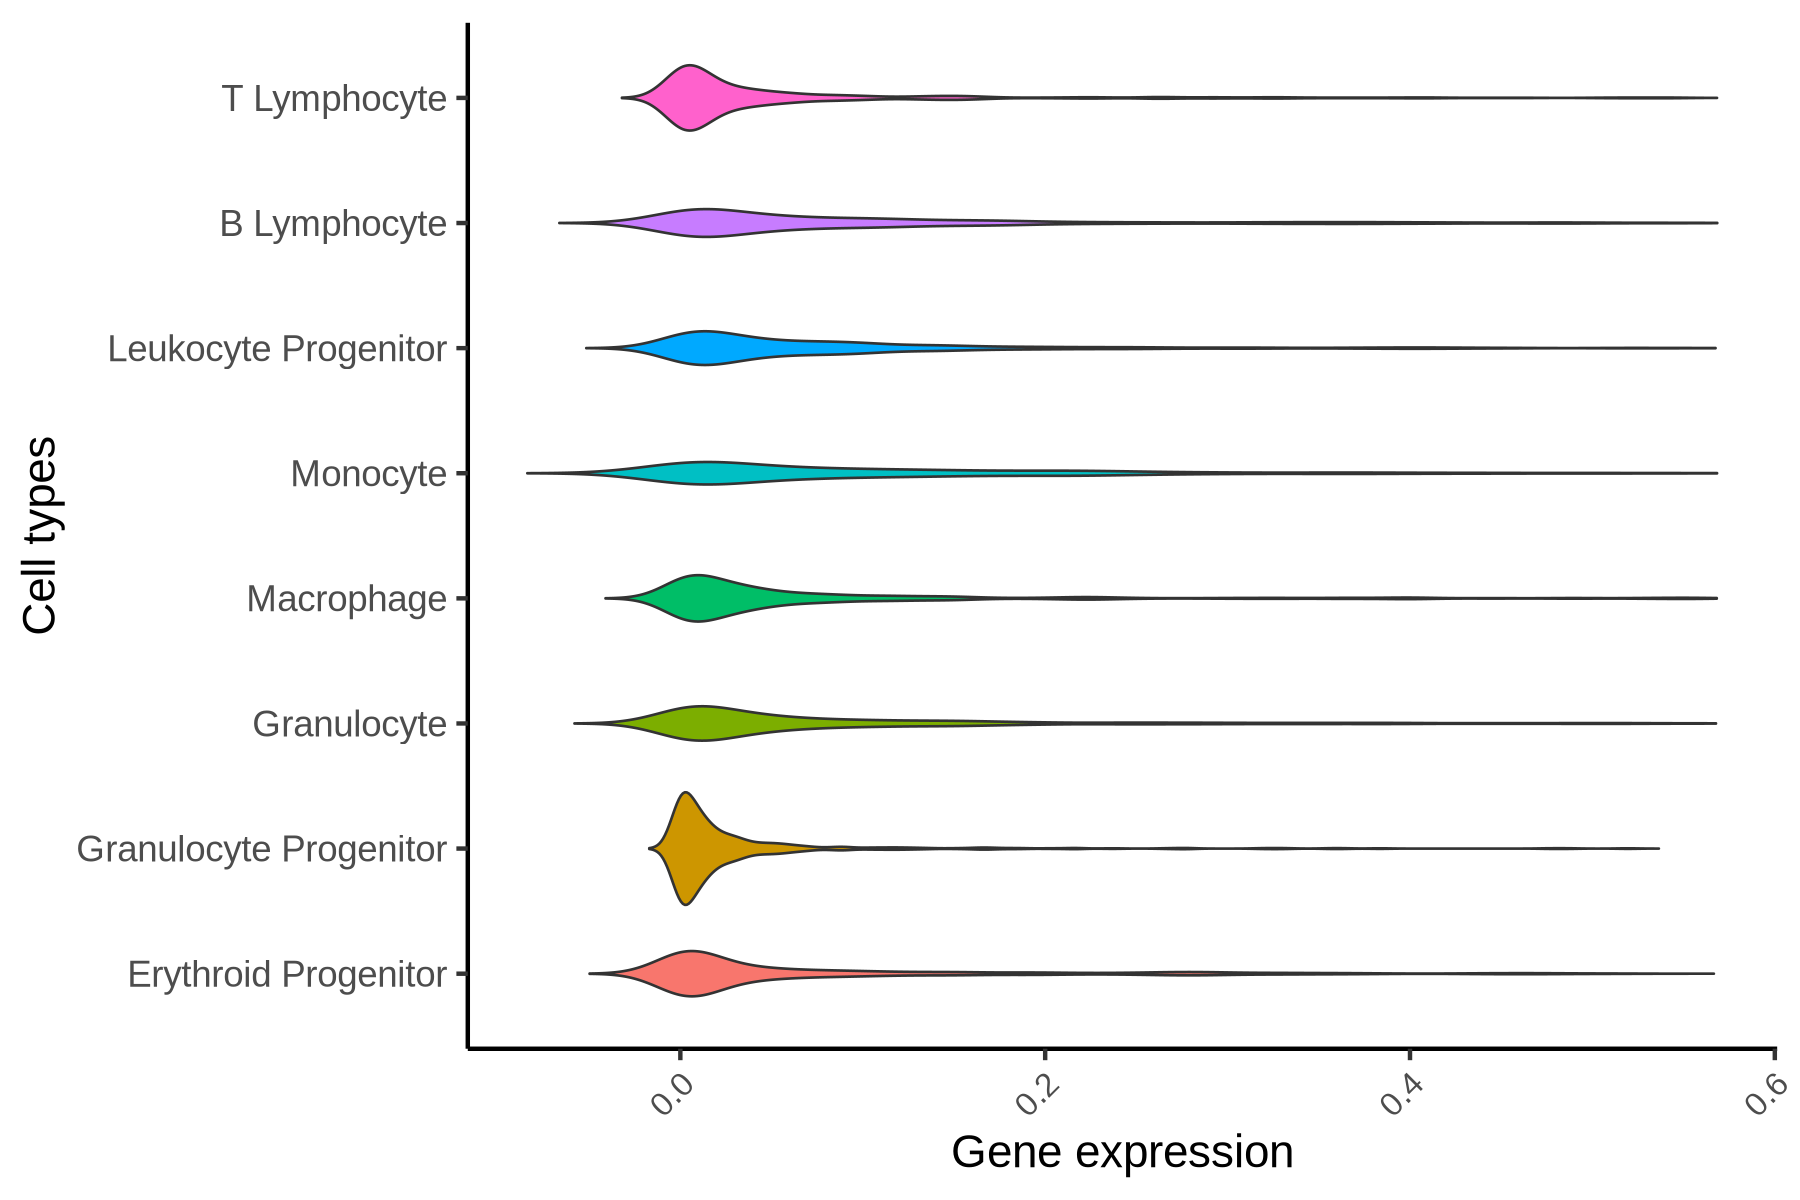 T Lymphocyte
B Lymphocyte
Leukocyte Progenitor
Monocyte
Macrophage
Granulocyte
Granulocyte Progenitor
Erythroid Progenitor
Cell types
0.0
0.2
0.4
0.6
Gene expression